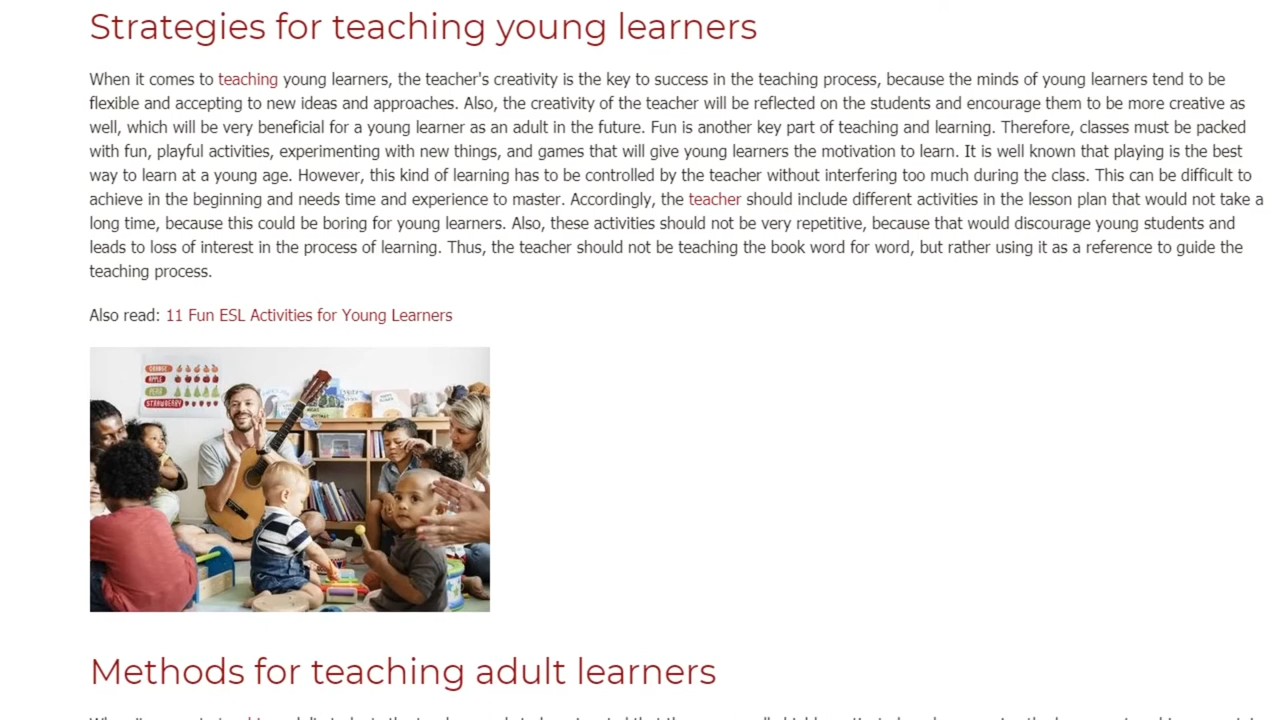 Strategies for teaching young learners
When it comes to teaching young learners, the teacher's creativity is the key to success in the teaching process, because the minds of young learners tend to be
flexible and accepting to new ideas and approaches. Also, the creativity of the teacher will be reflected on the students and encourage them to be more creative as
well, which will be very beneficial for a young learner as an adult in the future. Fun is another key part of teaching and learning. Therefore, classes must be packed
with fun, playful activities, experimenting with new things, and games that will give young learners the motivation to learn. It is well known that playing is the best
way to learn at a young age. However, this kind of learning has to be controlled by the teacher without interfering too much during the class. This can be difficult to
achieve in the beginning and needs time and experience to master. Accordingly, the teacher should include different activities in the lesson plan that would not take a
long time, because this could be boring for young learners. Also, these activities should not be very repetitive, because that would discourage young students and
leads to loss of interest in the process of learning. Thus, the teacher should not be teaching the book word for word, but rather using it as a reference to guide the
teaching process.
Also read: 11 Fun ESL Activities for Young Learners
ORANGE
APPLE
PEAR
STRAWBERRY
Methods for teaching adult learners